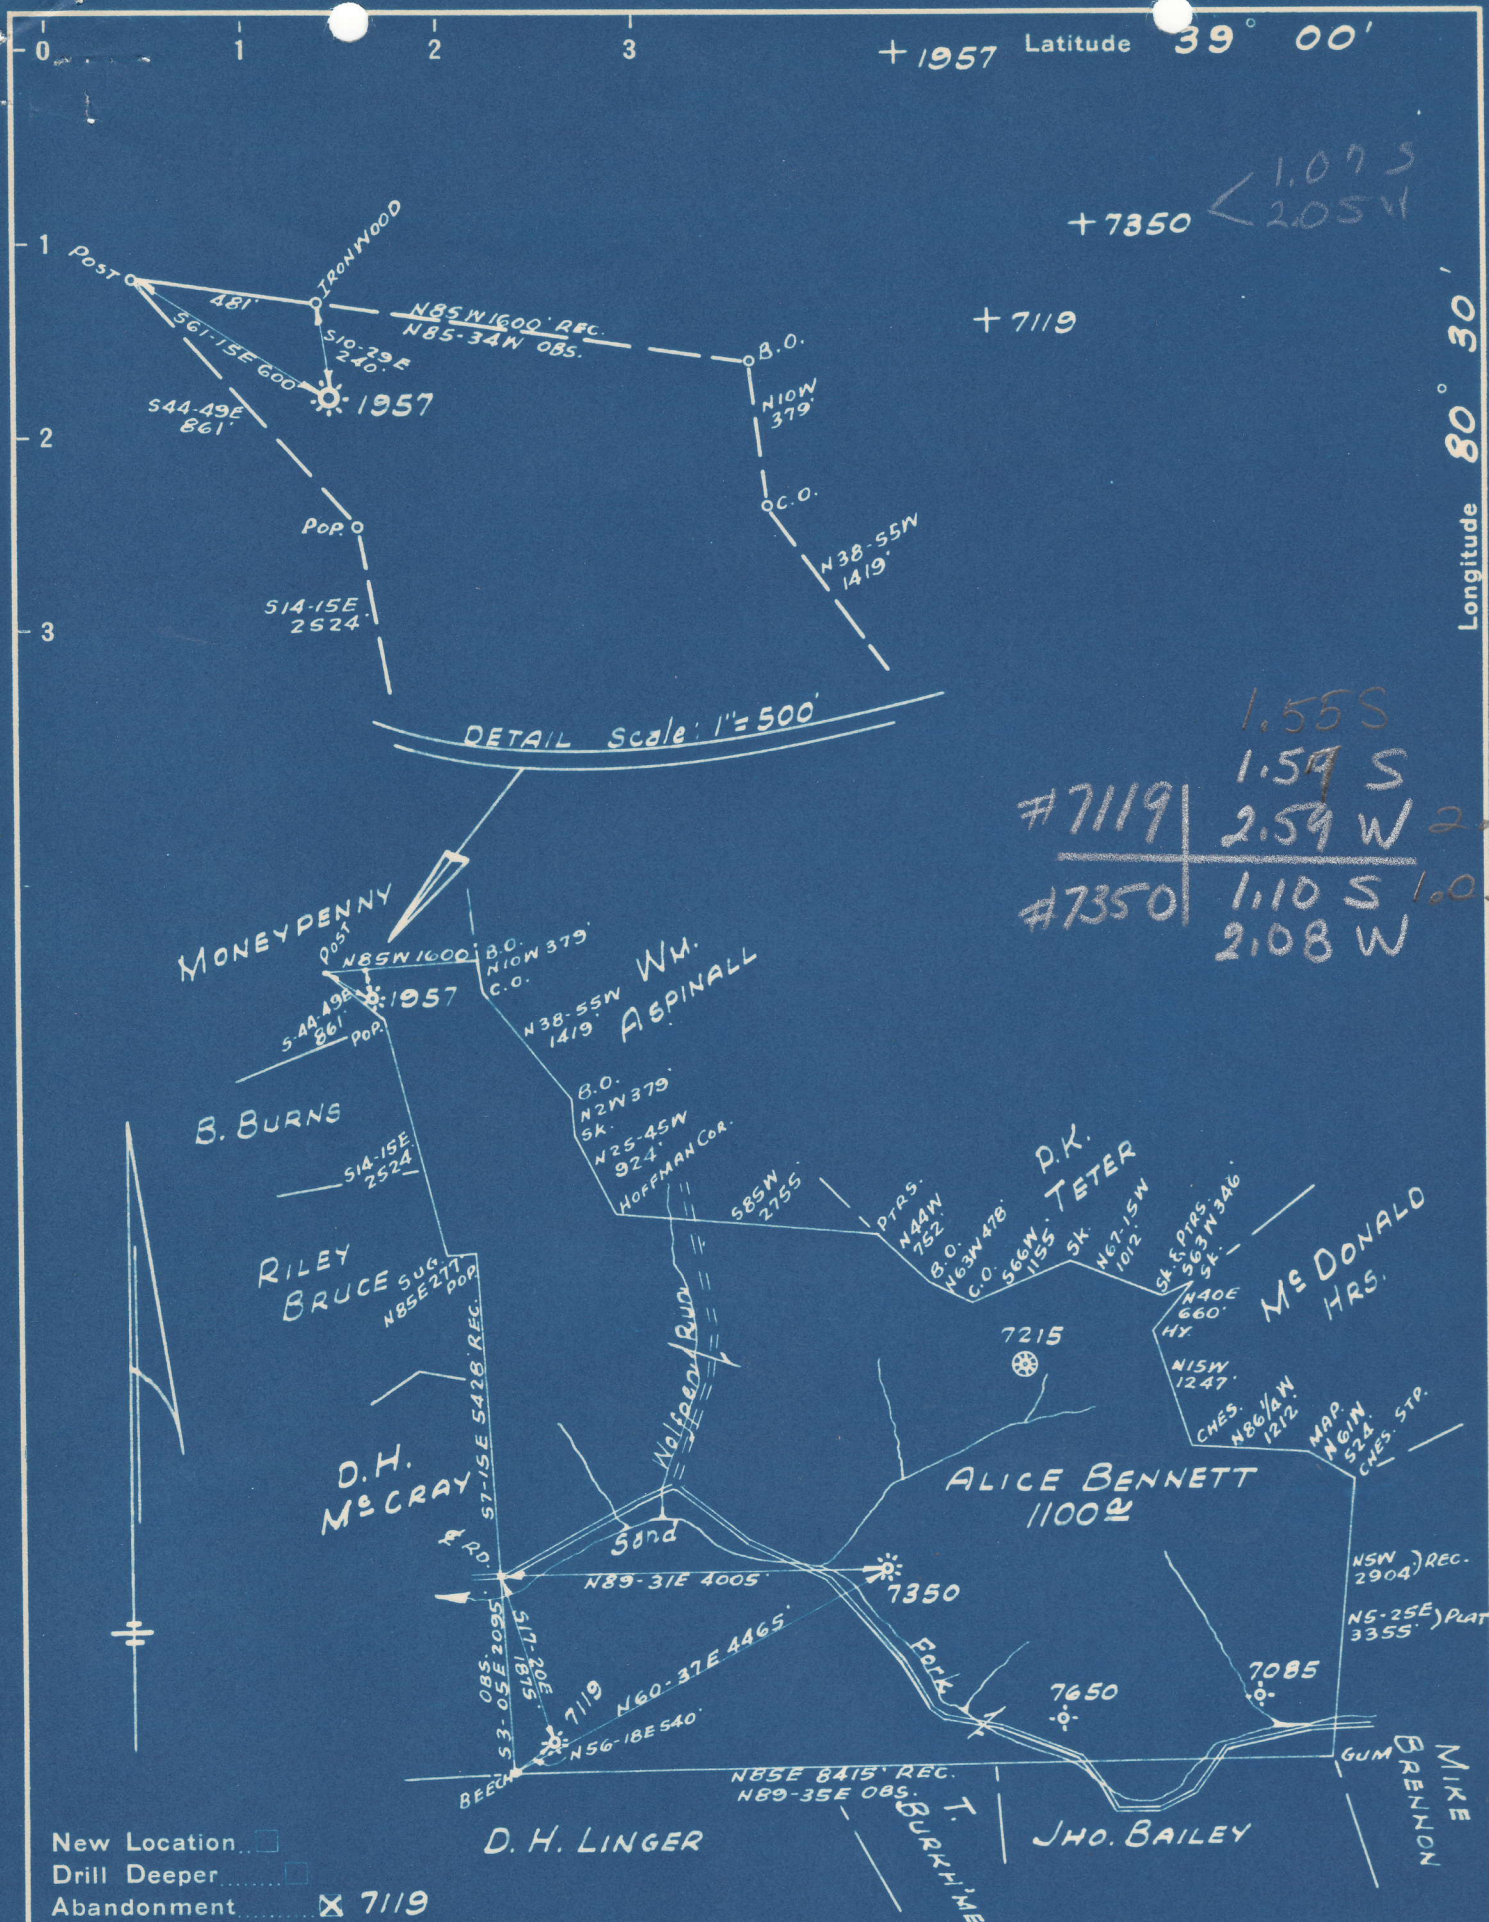 0 1 2 3
+ 1957 Latitude 39° 00'
1.07 S
2.05 W
+ 7350
1
2
3
+ 7119
Longitude 80° 30'
POST
IRONWOOD
481'
N85W 1600' REC.
N85-34W OBS.
B.O.
S61-15E 600'
S10-29E
240'
1957
N10W
379'
S44-49E
861'
C.O.
POP.
N38-55W
1419'
S14-15E
2524'
DETAIL Scale: 1"=500'
1.55 S
1.59 S
#7119 2.59 W
#7350 1.10 S
2.08 W
MONEYPENNY
POST
N85W 1600'
B.O.
N10W 379'
C.O.
1957
S-44-49E
861'
POP.
WM.
ASPINALL
N38-55W
1419'
B.O.
N2W 379'
SK.
N25-45W
924'
HOFFMAN COR.
B. BURNS
S14-15E
2524
S85W
2755'
RILEY
BRUCE
SUG.
N85E 277'
POP.
PTRS.
N44W
752'
B.O.
N63W 478'
C.O.
S66W
1155'
SK.
D.K.
TETER
N67-15W
1012'
SK. & PTRS.
S63W 346'
SK.
McDONALD
HRS.
N40E
660'
HY.
N15W
1247'
CHES.
N86¼W
1212'
MAP.
N61W
524'
CHES. STP.
7215
Wolfpen Run
S7-15E 5428' REC.
D.H.
McCRAY
ALICE BENNETT
1100 a
Sand
₵ RD.
N89-31E 4005'
7350
N5W
2904') REC.
N5-25E
3355') PLAT
OBS.
S3-05E 2095'
S17-20E
1875'
N60-37E 4465'
Fork
7119
7650
7085
N56-18E 540'
BEECH
N85E 8415' REC.
N89-35E OBS.
GUM
MIKE
BRENNON
D. H. LINGER
T.
JHO. BAILEY
New Location
Drill Deeper
Abandonment X 7119